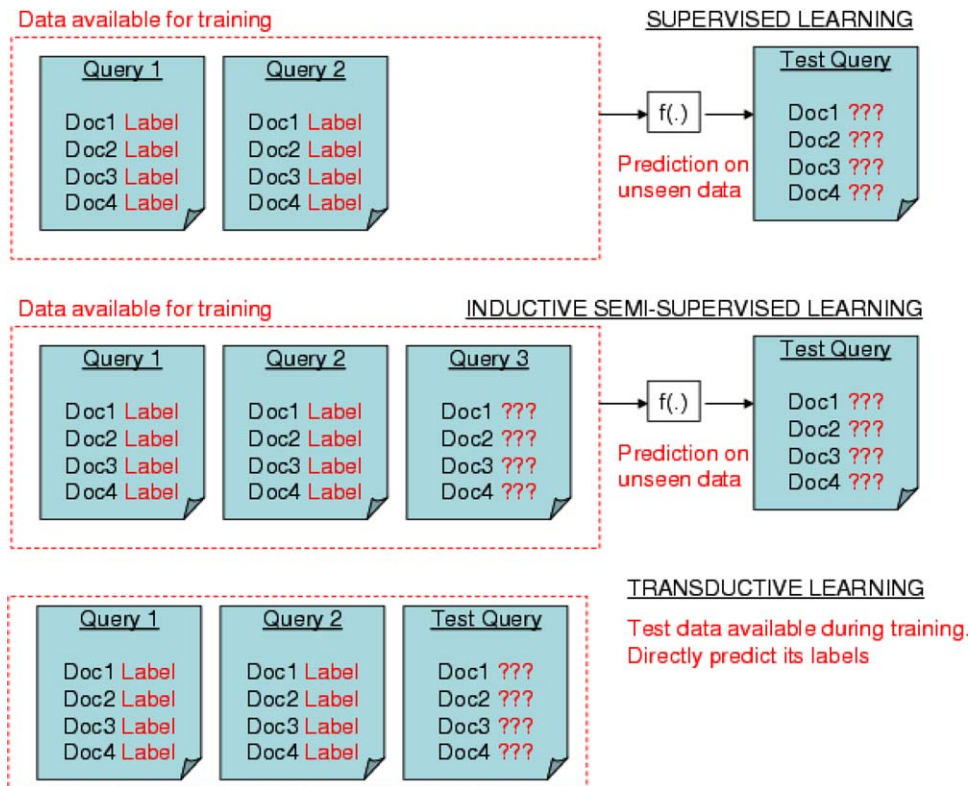 Data available for training
SUPERVISED LEARNING
Query 1
Doc1 Label
Doc2 Label
Doc3 Label
Doc4 Label
Query 2
Doc1 Label
Doc2 Label
Doc3 Label
Doc4 Label
f(.)
Prediction on
unseen data
Test Query
Doc1 ???
Doc2 ???
Doc3 ???
Doc4 ???
Data available for training
INDUCTIVE SEMI-SUPERVISED LEARNING
Query 1
Doc1 Label
Doc2 Label
Doc3 Label
Doc4 Label
Query 2
Doc1 Label
Doc2 Label
Doc3 Label
Doc4 Label
Query 3
Doc1 ???
Doc2 ???
Doc3 ???
Doc4 ???
f(.)
Prediction on
unseen data
Test Query
Doc1 ???
Doc2 ???
Doc3 ???
Doc4 ???
Query 1
Doc1 Label
Doc2 Label
Doc3 Label
Doc4 Label
Query 2
Doc1 Label
Doc2 Label
Doc3 Label
Doc4 Label
Test Query
Doc1 ???
Doc2 ???
Doc3 ???
Doc4 ???
TRANSDUCTIVE LEARNING
Test data available during training.
Directly predict its labels